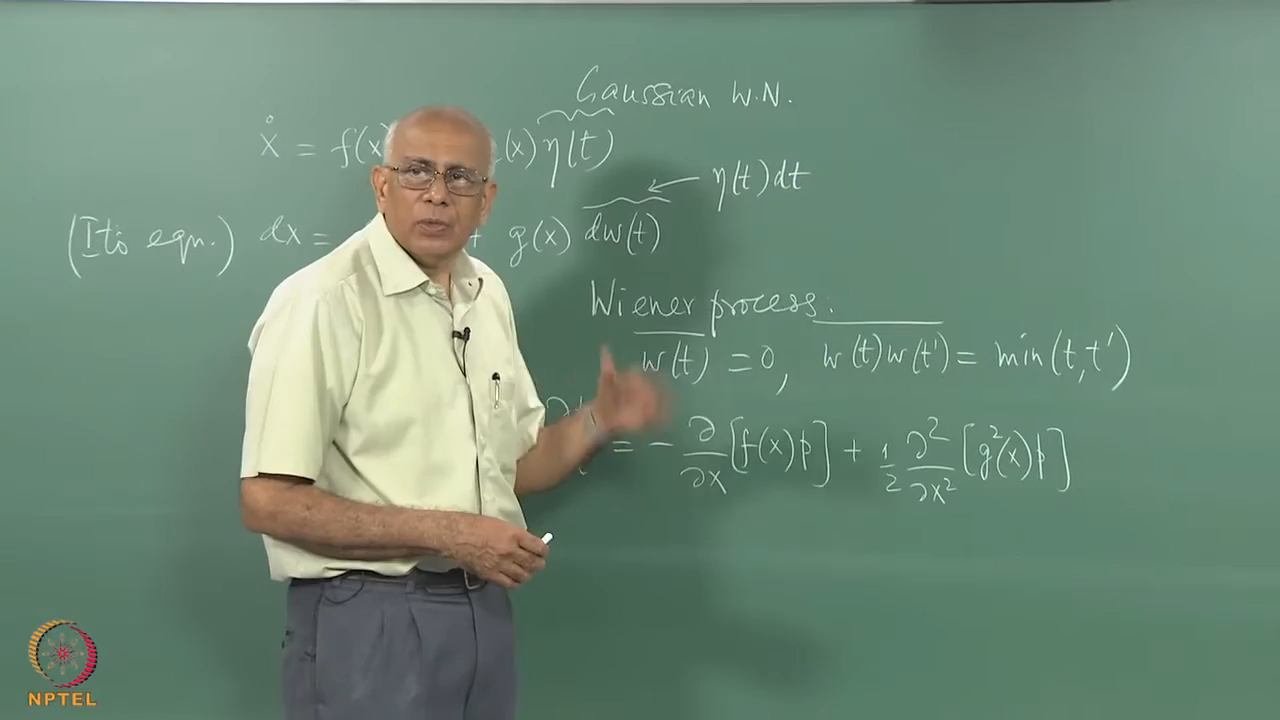 Gaussian W.N.
ẋ = f(x) (x) η(t)
η(t)dt
(Itô eqn.) dx = + g(x) dw(t)
Wiener process:
w(t) = 0, w(t)w(t') = min(t,t')
= - ∂/∂x [f(x)p] + 1/2 ∂²/∂x² [g²(x)p]
NPTEL